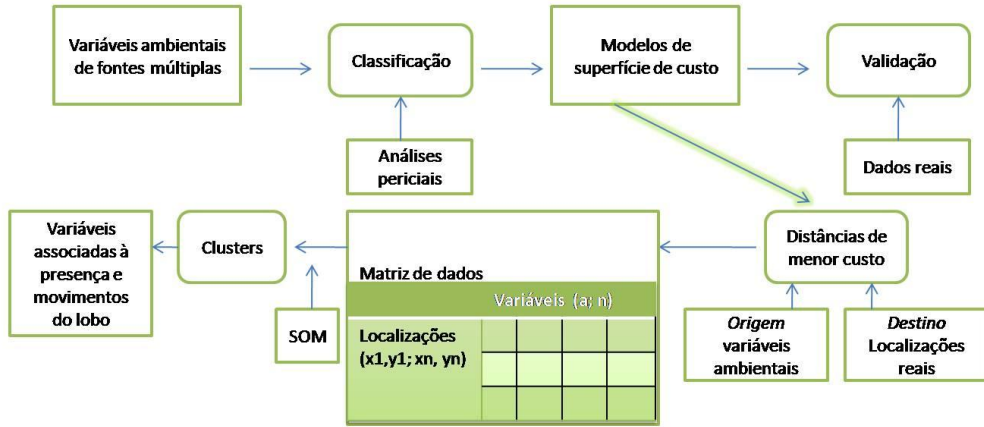 Variáveis ambientais
de fontes múltiplas
Classificação
Modelos de
superfície de custo
Validação
Análises
periciais
Dados reais
Variáveis
associadas à
presença e
movimentos
do lobo
Clusters
SOM
Matriz de dados
Variáveis (a; n)
Localizações
(x1,y1; xn, yn)
Distâncias de
menor custo
Origem
variáveis
ambientais
Destino
Localizações
reais